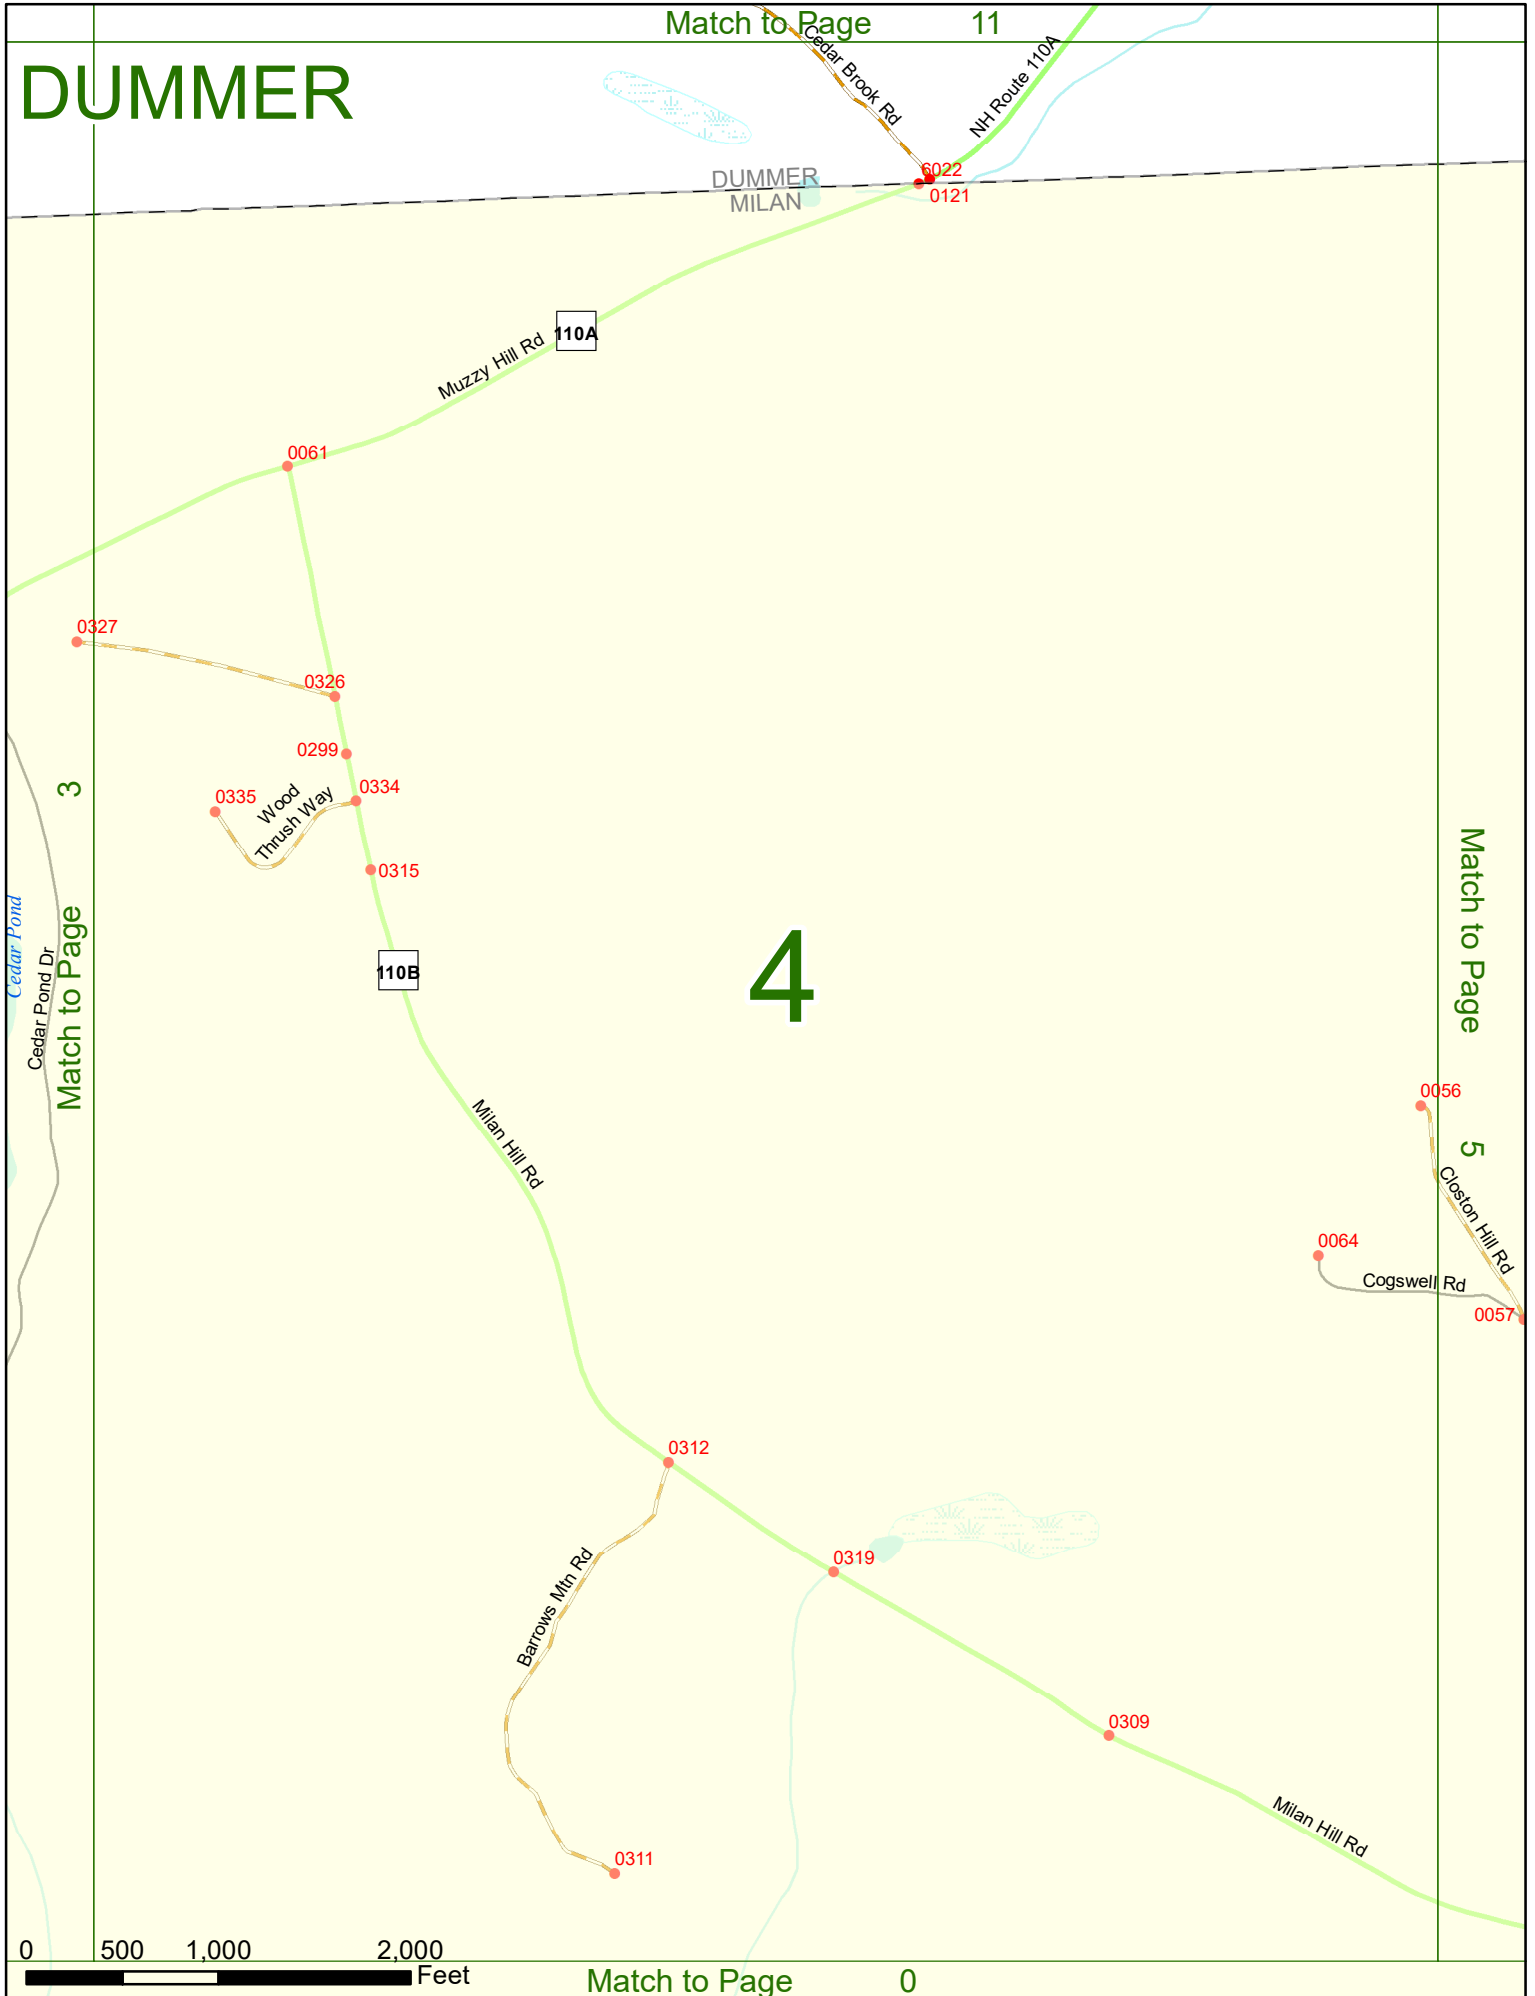 Match to Page 11
DUMMER
Cedar Brook Rd
NH Route 110A
6022
DUMMER
MILAN
0121
110A
Muzzy Hill Rd
0061
0327
0326
0299
0334
0335
Wood
Thrush Way
0315
Match to Page 3
Cedar Pond
Cedar Pond Dr
110B
4
Match to Page 5
Milan Hill Rd
0056
Closton Hill Rd
0064
Cogswell Rd
0057
0312
0319
Barrows Mtn Rd
0309
Milan Hill Rd
0311
0 500 1,000 2,000
Feet
Match to Page 0